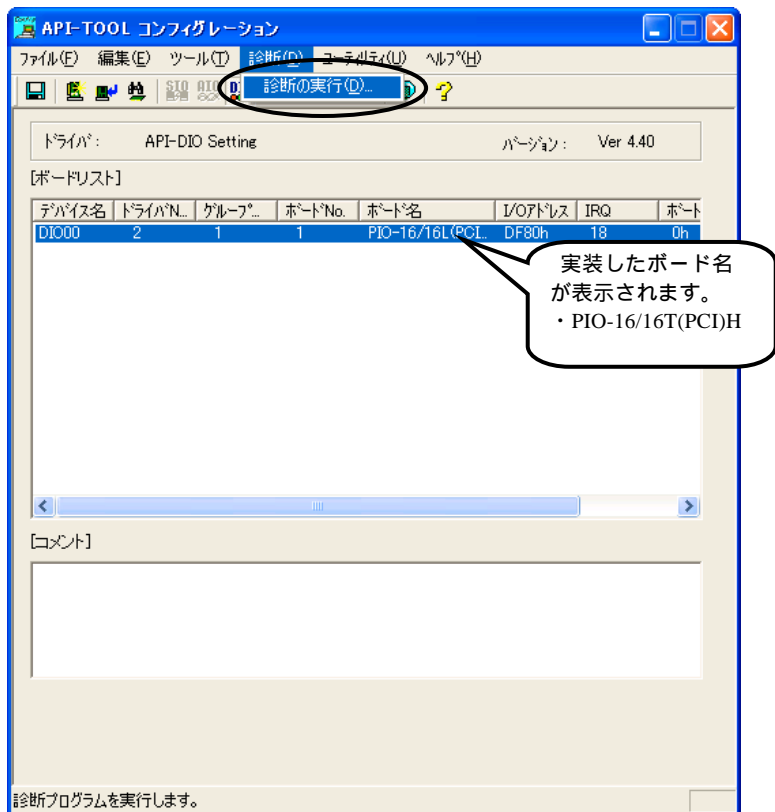 API-TOOL コンフィグレーション
ファイル(F) 編集(E) ツール(T) 診断(D) ユーティリティ(U) ヘルプ(H)
診断の実行(D)...
ドライバ: API-DIO Setting バージョン: Ver 4.40
[ボードリスト]
デバイス名 ドライバN... グループ... ボードNo. ボード名 I/Oアドレス IRQ ボート
DIO00 2 1 1 PIO-16/16L(PCI... DF80h 18 0h
実装したボード名
が表示されます。
・PIO-16/16T(PCI)H
[コメント]
診断プログラムを実行します。